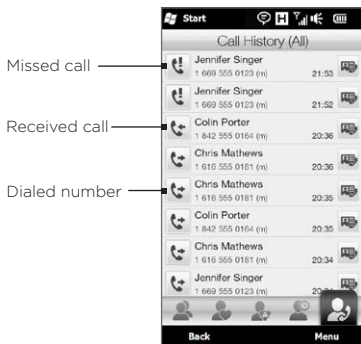 Start
Call History (All)
Missed call
Jennifer Singer
1 669 555 0123 (m) 21:53
Jennifer Singer
1 669 555 0123 (m) 21:52
Received call
Colin Porter
1 842 555 0164 (m) 20:36
Chris Mathews
1 616 555 0181 (m) 20:36
Dialed number
Chris Mathews
1 616 555 0181 (m) 20:35
Colin Porter
1 842 555 0164 (m) 20:35
Chris Mathews
1 616 555 0181 (m) 20:34
Jennifer Singer
1 669 555 0123 (m)
Back Menu